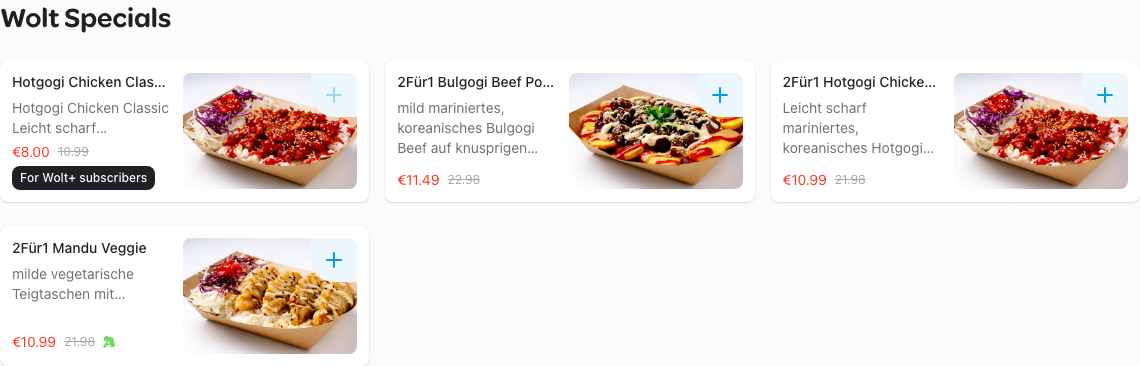 Wolt Specials
Hotgogi Chicken Clas...
Hotgogi Chicken Classic
Leicht scharf...
€8.00 10.99
For Wolt+ subscribers
2Für1 Bulgogi Beef Po...
mild mariniertes,
koreanisches Bulgogi
Beef auf knusprigen...
€11.49 22.98
2Für1 Hotgogi Chicke...
Leicht scharf
mariniertes,
koreanisches Hotgogi...
€10.99 21.98
2Für1 Mandu Veggie
milde vegetarische
Teigtaschen mit...
€10.99 21.98